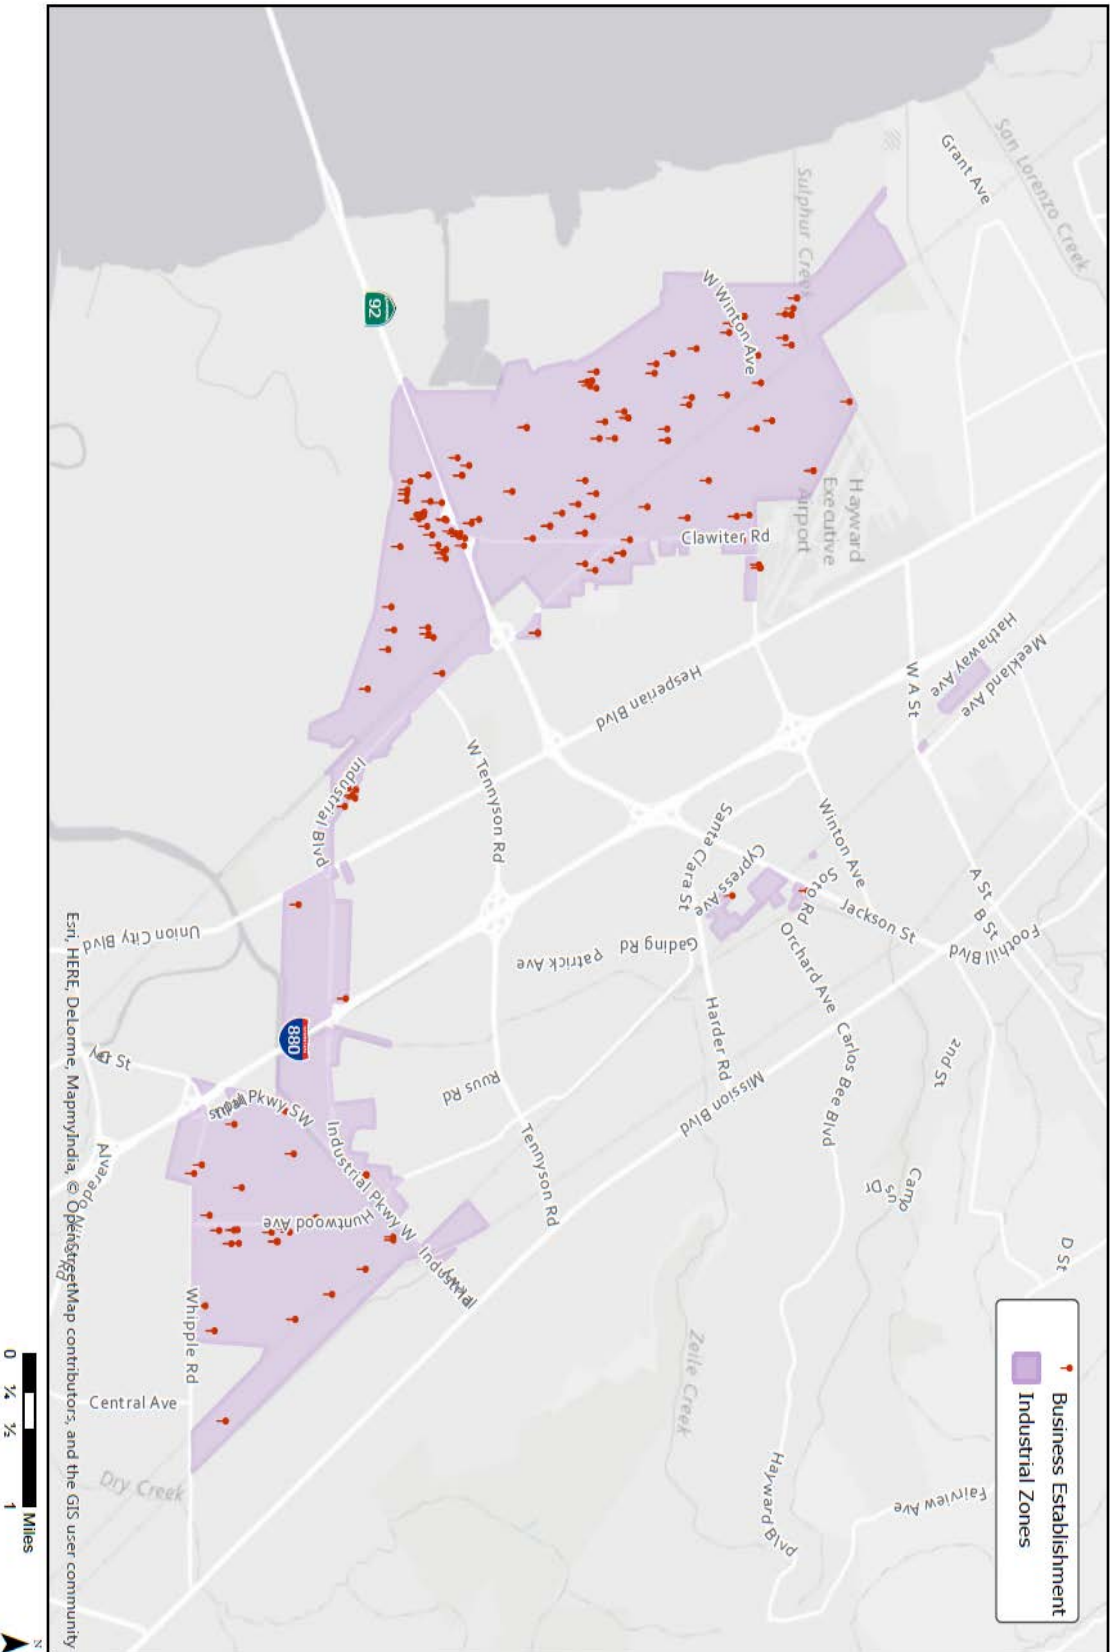 Business Establishment
Industrial Zones
San Lorenzo Creek
Grant Ave
Sulphur Creek
W Winton Ave
Hayward
Executive
Airport
Clawiter Rd
92
Hesperian Blvd
W A St
Hathaway Ave
Meekland Ave
W Tennyson Rd
Industrial Blvd
Santa Clara St
Cypress Ave
Winton Ave
Soto Rd
Jackson St
A St
B St
Foothill Blvd
Orchard Ave
Gading Rd
Patrick Ave
Union City Blvd
Harder Rd
Mission Blvd
Carlos Bee Blvd
2nd St
880
Dyer St
Pkwy SW
Ruus Rd
Tennyson Rd
Industrial Pkwy W
Industrial
Pkwy
Huntwood Ave
Campus Dr
D St
Whipple Rd
Central Ave
Zeile Creek
Dry Creek
Hayward Blvd
Fairview Ave
Esri, HERE, DeLorme, MapmyIndia, © OpenStreetMap contributors, and the GIS user community
0 ¼ ½ 1
Miles
N